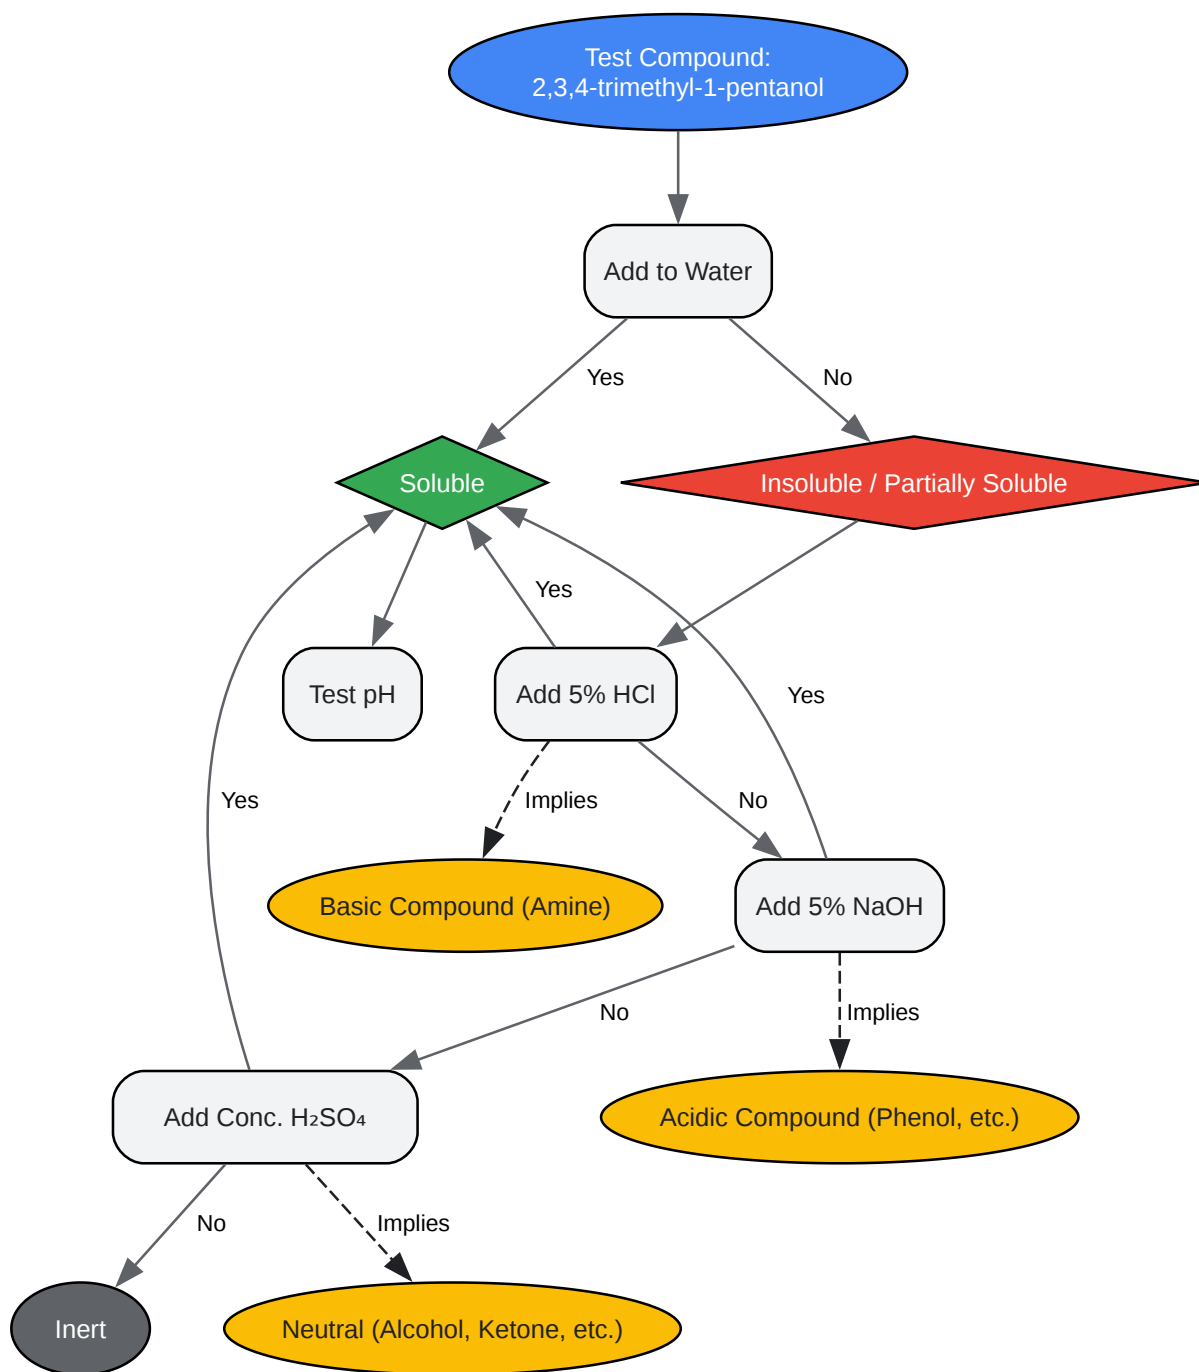 Test Compound:
2,3,4-trimethyl-1-pentanol
Add to Water
Yes
No
Soluble
Insoluble / Partially Soluble
Yes
Test pH
Add 5% HCl
Yes
Yes
Implies
No
Basic Compound (Amine)
Add 5% NaOH
No
Implies
Add Conc. H₂SO₄
Acidic Compound (Phenol, etc.)
No
Implies
Inert
Neutral (Alcohol, Ketone, etc.)